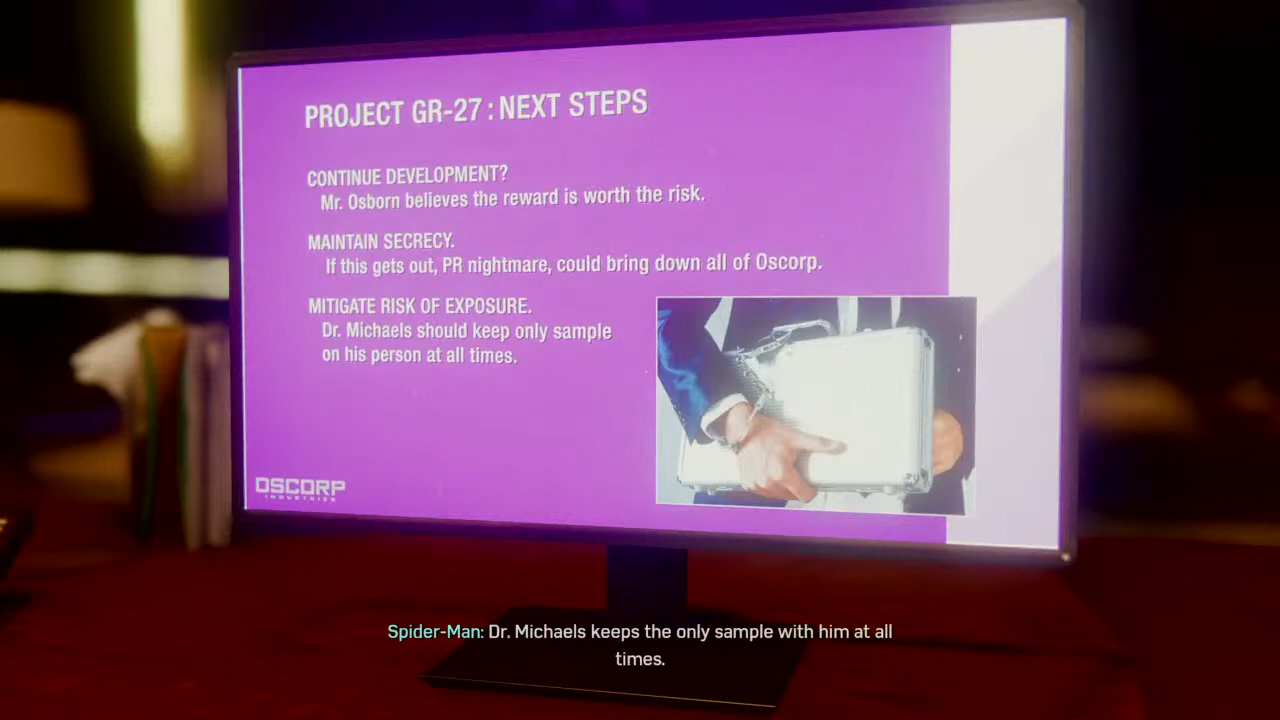 PROJECT GR-27 : NEXT STEPS
CONTINUE DEVELOPMENT?
Mr. Osborn believes the reward is worth the risk.
MAINTAIN SECRECY.
If this gets out, PR nightmare, could bring down all of Oscorp.
MITIGATE RISK OF EXPOSURE.
Dr. Michaels should keep only sample
on his person at all times.
OSCORP
INDUSTRIES
Spider-Man: Dr. Michaels keeps the only sample with him at all
times.